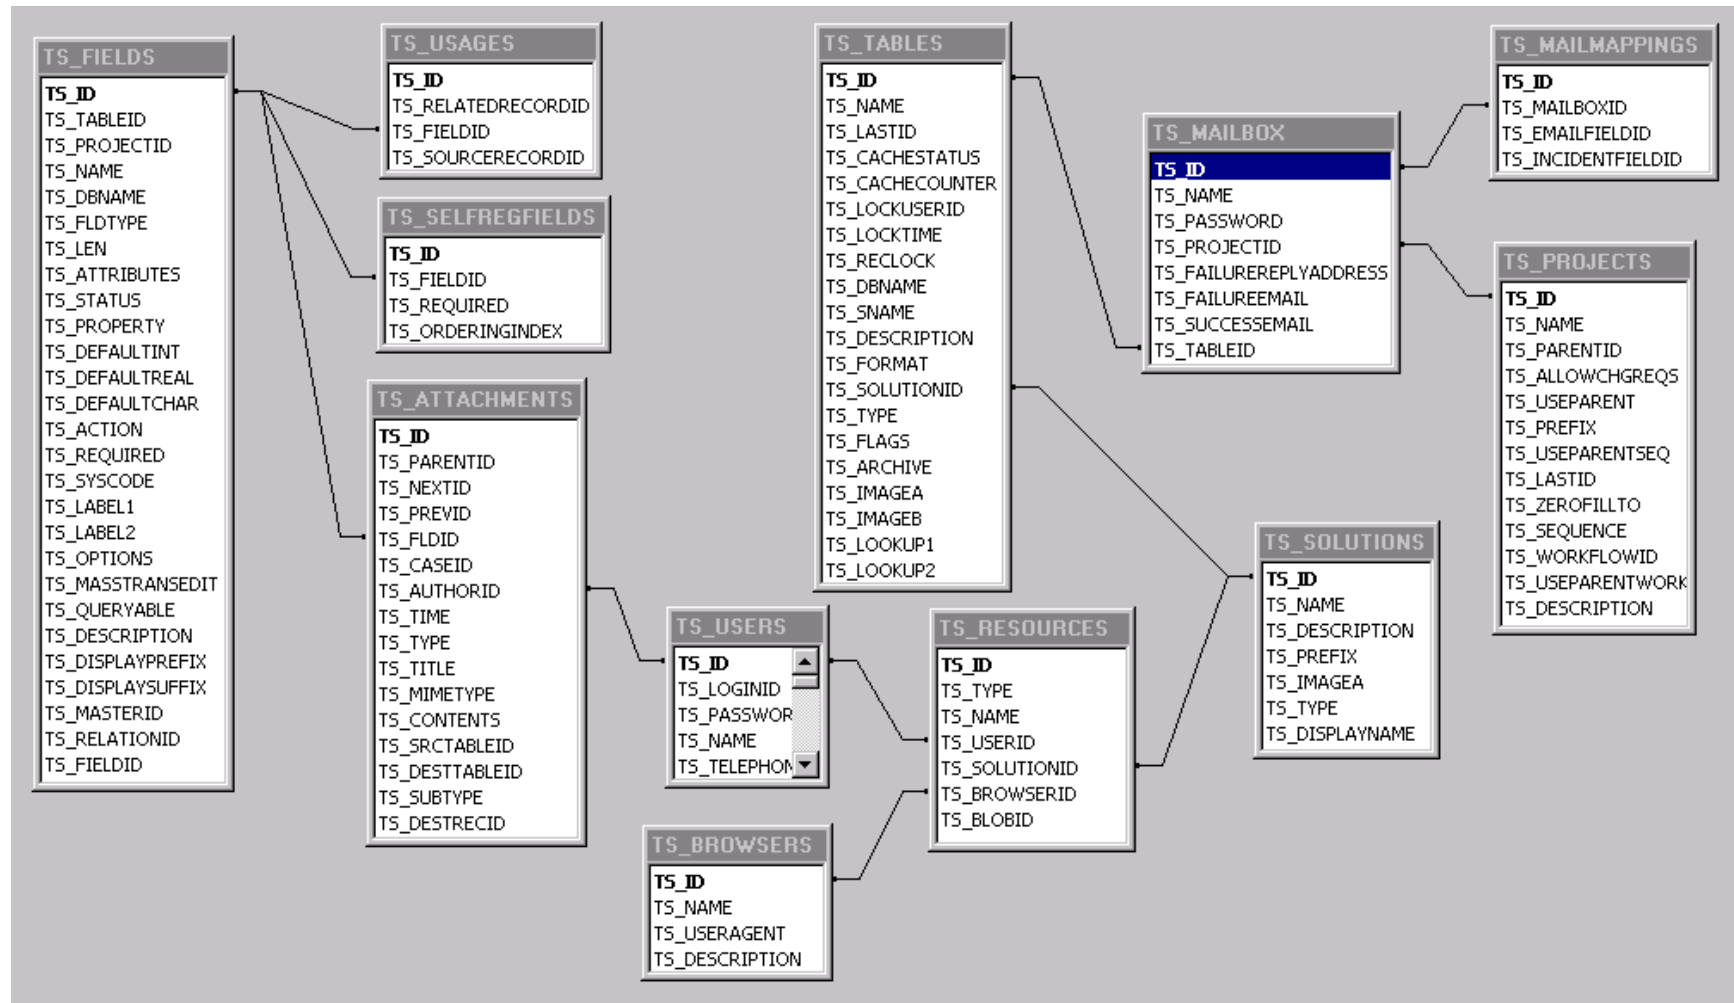 TS_FIELDS
TS_ID
TS_TABLEID
TS_PROJECTID
TS_NAME
TS_DBNAME
TS_FLDTYPE
TS_LEN
TS_ATTRIBUTES
TS_STATUS
TS_PROPERTY
TS_DEFAULTINT
TS_DEFAULTREAL
TS_DEFAULTCHAR
TS_ACTION
TS_REQUIRED
TS_SYSCODE
TS_LABEL1
TS_LABEL2
TS_OPTIONS
TS_MASSTRANSEDIT
TS_QUERYABLE
TS_DESCRIPTION
TS_DISPLAYPREFIX
TS_DISPLAYSUFFIX
TS_MASTERID
TS_RELATIONID
TS_FIELDID
TS_USAGES
TS_ID
TS_RELATEDRECORDID
TS_FIELDID
TS_SOURCERECORDID
TS_SELFREGFIELDS
TS_ID
TS_FIELDID
TS_REQUIRED
TS_ORDERINGINDEX
TS_ATTACHMENTS
TS_ID
TS_PARENTID
TS_NEXTID
TS_PREVID
TS_FLDID
TS_CASEID
TS_AUTHORID
TS_TIME
TS_TYPE
TS_TITLE
TS_MIMETYPE
TS_CONTENTS
TS_SRCTABLEID
TS_DESTTABLEID
TS_SUBTYPE
TS_DESTRECID
TS_USERS
TS_ID
TS_LOGINID
TS_PASSWOR
TS_NAME
TS_TELEPHON
TS_BROWSERS
TS_ID
TS_NAME
TS_USERAGENT
TS_DESCRIPTION
TS_TABLES
TS_ID
TS_NAME
TS_LASTID
TS_CACHESTATUS
TS_CACHECOUNTER
TS_LOCKUSERID
TS_LOCKTIME
TS_RECLOCK
TS_DBNAME
TS_SNAME
TS_DESCRIPTION
TS_FORMAT
TS_SOLUTIONID
TS_TYPE
TS_FLAGS
TS_ARCHIVE
TS_IMAGEA
TS_IMAGEB
TS_LOOKUP1
TS_LOOKUP2
TS_RESOURCES
TS_ID
TS_TYPE
TS_NAME
TS_USERID
TS_SOLUTIONID
TS_BROWSERID
TS_BLOBID
TS_MAILBOX
TS_ID
TS_NAME
TS_PASSWORD
TS_PROJECTID
TS_FAILUREREPLYADDRESS
TS_FAILUREEMAIL
TS_SUCCESSEMAIL
TS_TABLEID
TS_SOLUTIONS
TS_ID
TS_NAME
TS_DESCRIPTION
TS_PREFIX
TS_IMAGEA
TS_TYPE
TS_DISPLAYNAME
TS_MAILMAPPINGS
TS_ID
TS_MAILBOXID
TS_EMAILFIELDID
TS_INCIDENTFIELDID
TS_PROJECTS
TS_ID
TS_NAME
TS_PARENTID
TS_ALLOWCHGREQS
TS_USEPARENT
TS_PREFIX
TS_USEPARENTSEQ
TS_LASTID
TS_ZEROFILLTO
TS_SEQUENCE
TS_WORKFLOWID
TS_USEPARENTWORK
TS_DESCRIPTION